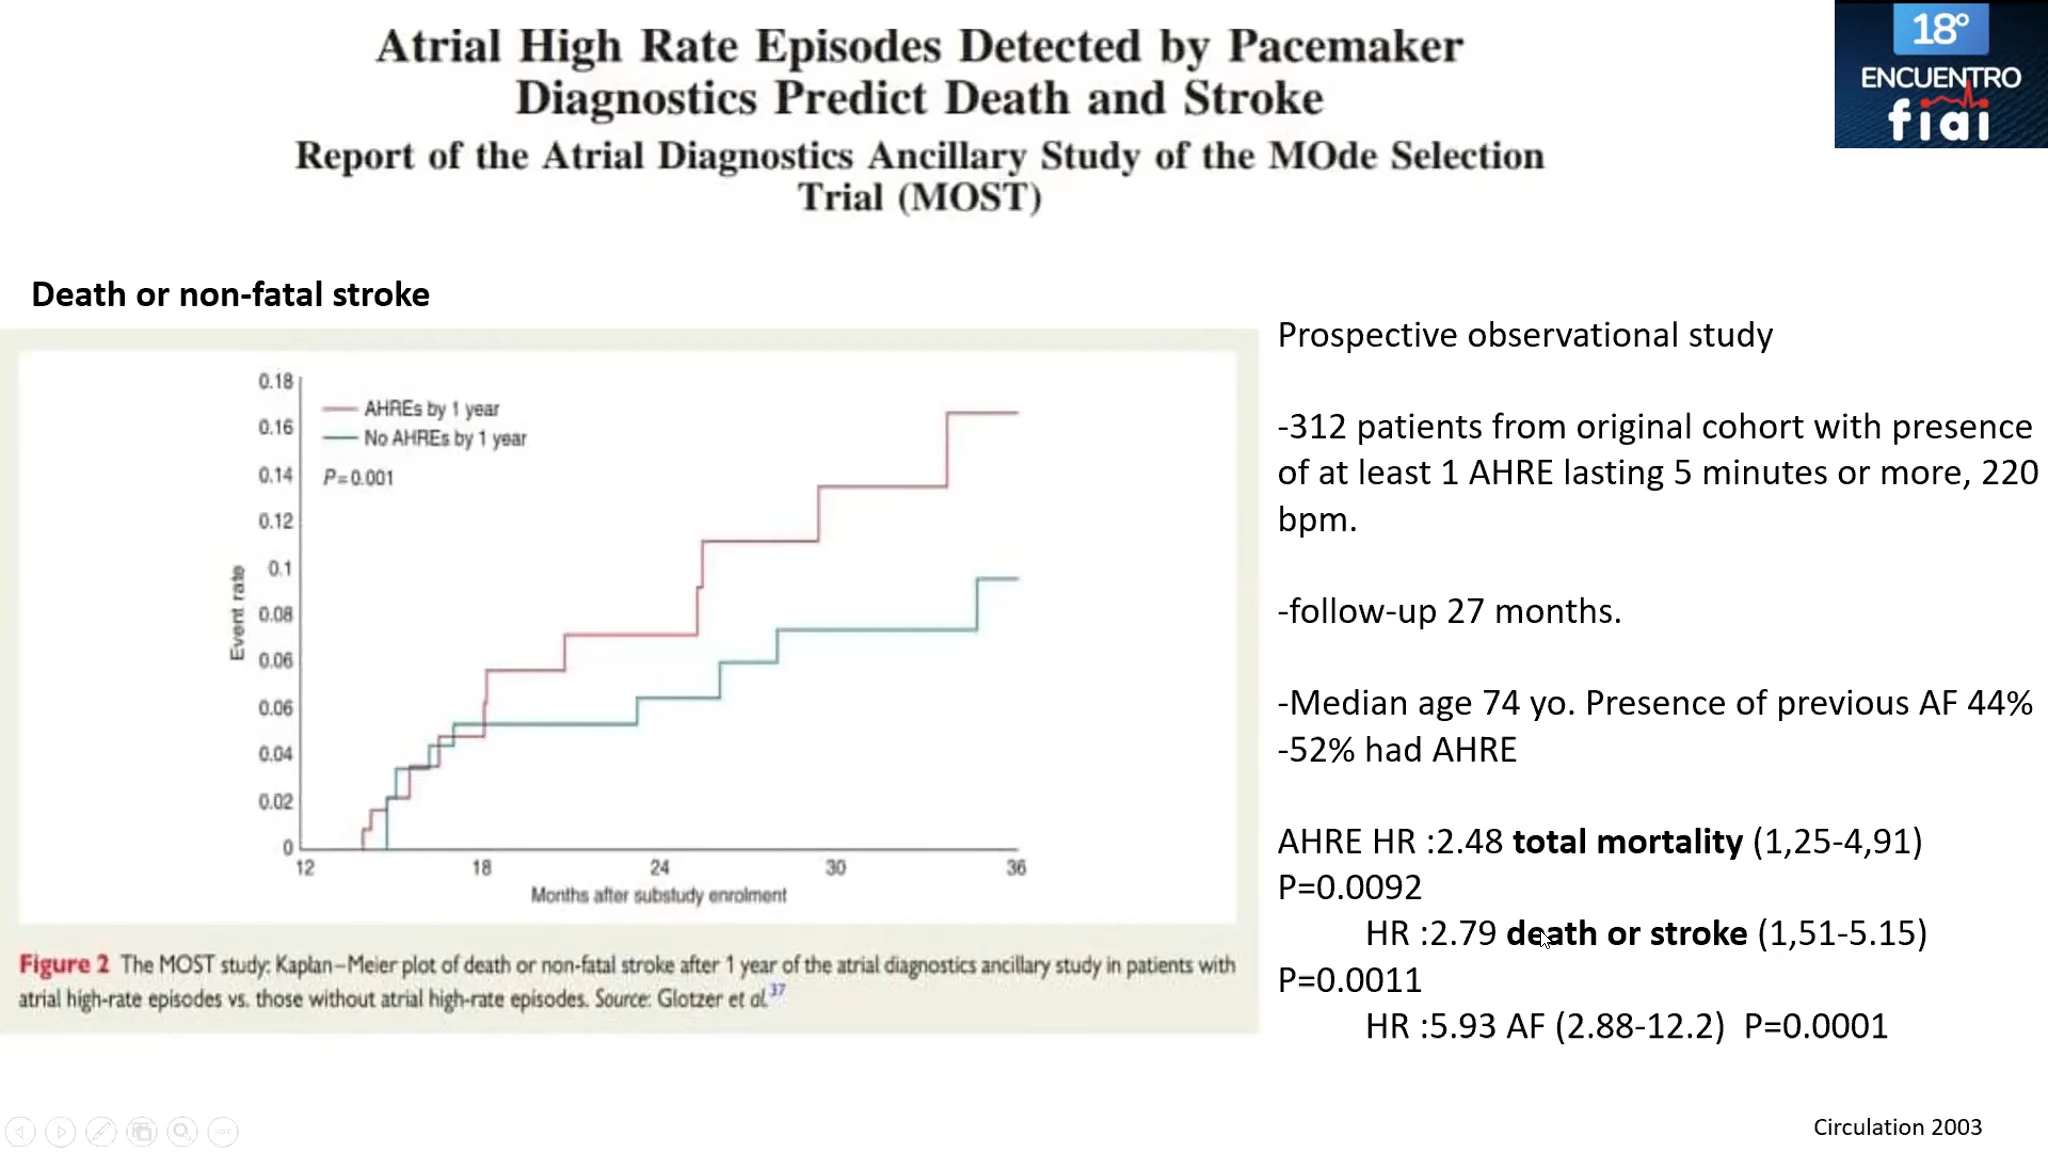 Atrial High Rate Episodes Detected by Pacemaker
Diagnostics Predict Death and Stroke
Report of the Atrial Diagnostics Ancillary Study of the MOde Selection
Trial (MOST)
18º
ENCUENTRO
fiai
Death or non-fatal stroke
0.18
0.16
0.14
0.12
0.1
0.08
0.06
0.06
0.04
0.02
0
Event rate
AHREs by 1 year
No AHREs by 1 year
P=0.001
12 18 24 30 36
Months after substudy enrolment
Figure 2 The MOST study; Kaplan–Meier plot of death or non-fatal stroke after 1 year of the atrial diagnostics ancillary study in patients with
atrial high-rate episodes vs. those without atrial high-rate episodes. Source: Glotzer et al.37
Prospective observational study
-312 patients from original cohort with presence
of at least 1 AHRE lasting 5 minutes or more, 220
bpm.
-follow-up 27 months.
-Median age 74 yo. Presence of previous AF 44%
-52% had AHRE
AHRE HR :2.48 total mortality (1,25-4,91)
P=0.0092
HR :2.79 death or stroke (1,51-5.15)
P=0.0011
HR :5.93 AF (2.88-12.2) P=0.0001
Circulation 2003